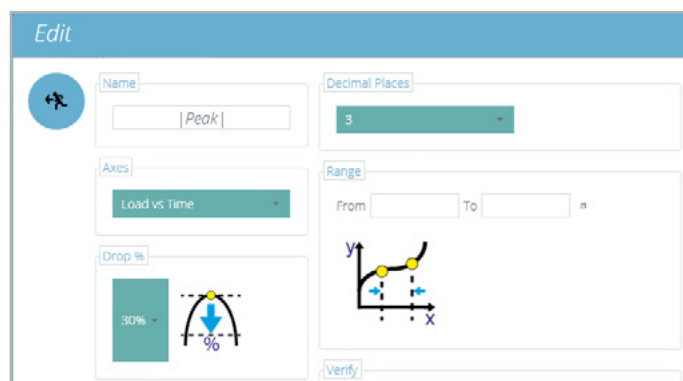 Edit
Name
|Peak|
Decimal Places
3
Axes
Load vs Time
Range
From To
Drop %
30%
%
y
x
Verify